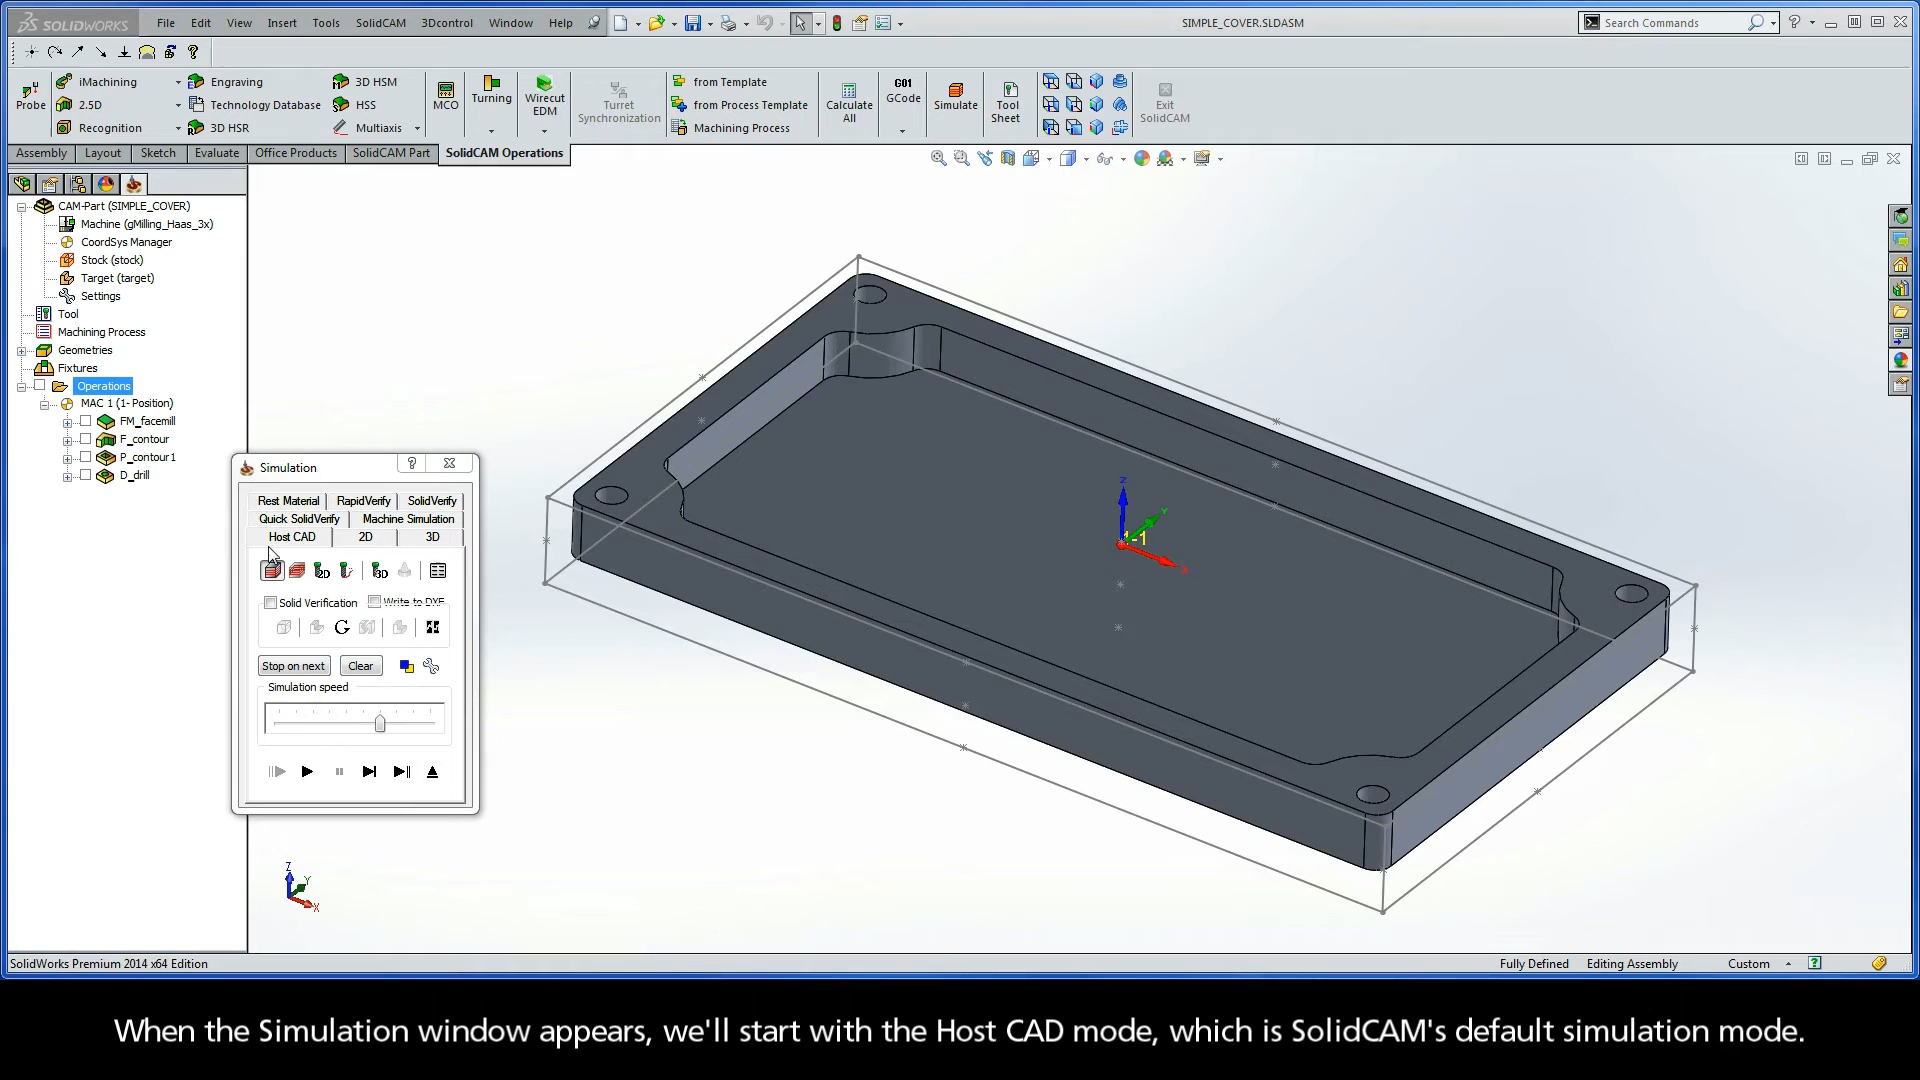 SOLIDWORKS File Edit View Insert Tools SolidCAM 3Dcontrol Window Help SIMPLE_COVER.SLDASM Search Commands
iMachining Engraving 3D HSM from Template
2.5D Technology Database HSS from Process Template
Recognition 3D HSR Multiaxis Machining Process
Probe MCO Turning Wirecut EDM Turret Synchronization Calculate All G01 GCode Simulate Tool Sheet Exit SolidCAM
Assembly Layout Sketch Evaluate Office Products SolidCAM Part SolidCAM Operations
CAM-Part (SIMPLE_COVER)
Machine (gMilling_Haas_3x)
CoordSys Manager
Stock (stock)
Target (target)
Settings
Tool
Machining Process
Geometries
Fixtures
Operations
MAC 1 (1- Position)
FM_facemill
F_contour
P_contour1
D_drill
Simulation
Rest Material RapidVerify SolidVerify
Quick SolidVerify Machine Simulation
Host CAD 2D 3D
2D 3D
Solid Verification Write to DXF
Stop on next Clear
Simulation speed
Z Y X
Z Y X
SolidWorks Premium 2014 x64 Edition Fully Defined Editing Assembly Custom
When the Simulation window appears, we'll start with the Host CAD mode, which is SolidCAM's default simulation mode.